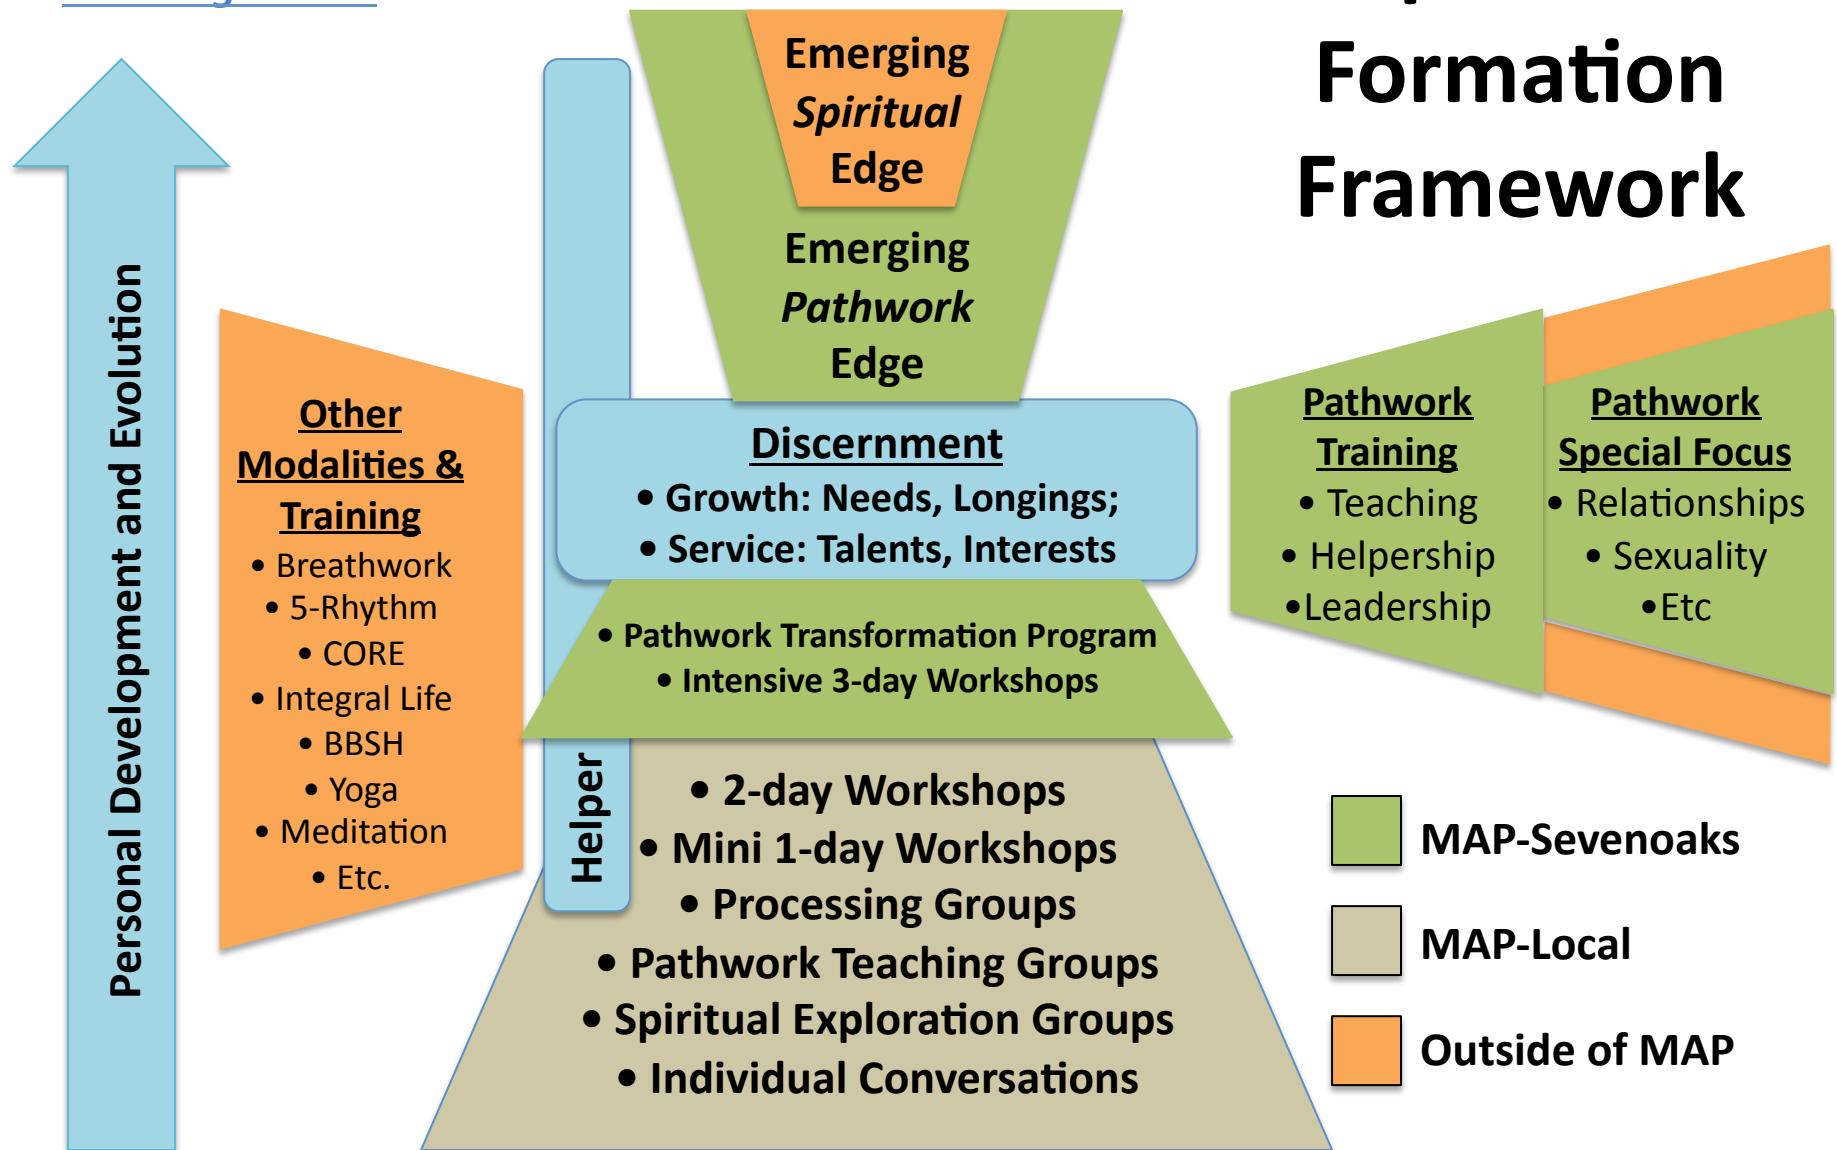 Formation
Framework
Emerging
Spiritual
Edge
Emerging
Pathwork
Edge
Personal Development and Evolution
Other
Modalities &
Training
• Breathwork
• 5-Rhythm
• CORE
• Integral Life
• BBSH
• Yoga
• Meditation
• Etc.
Helper
Discernment
• Growth: Needs, Longings;
• Service: Talents, Interests
• Pathwork Transformation Program
• Intensive 3-day Workshops
• 2-day Workshops
• Mini 1-day Workshops
• Processing Groups
• Pathwork Teaching Groups
• Spiritual Exploration Groups
• Individual Conversations
Pathwork
Training
• Teaching
• Helpership
•Leadership
Pathwork
Special Focus
• Relationships
• Sexuality
•Etc
MAP-Sevenoaks
MAP-Local
Outside of MAP